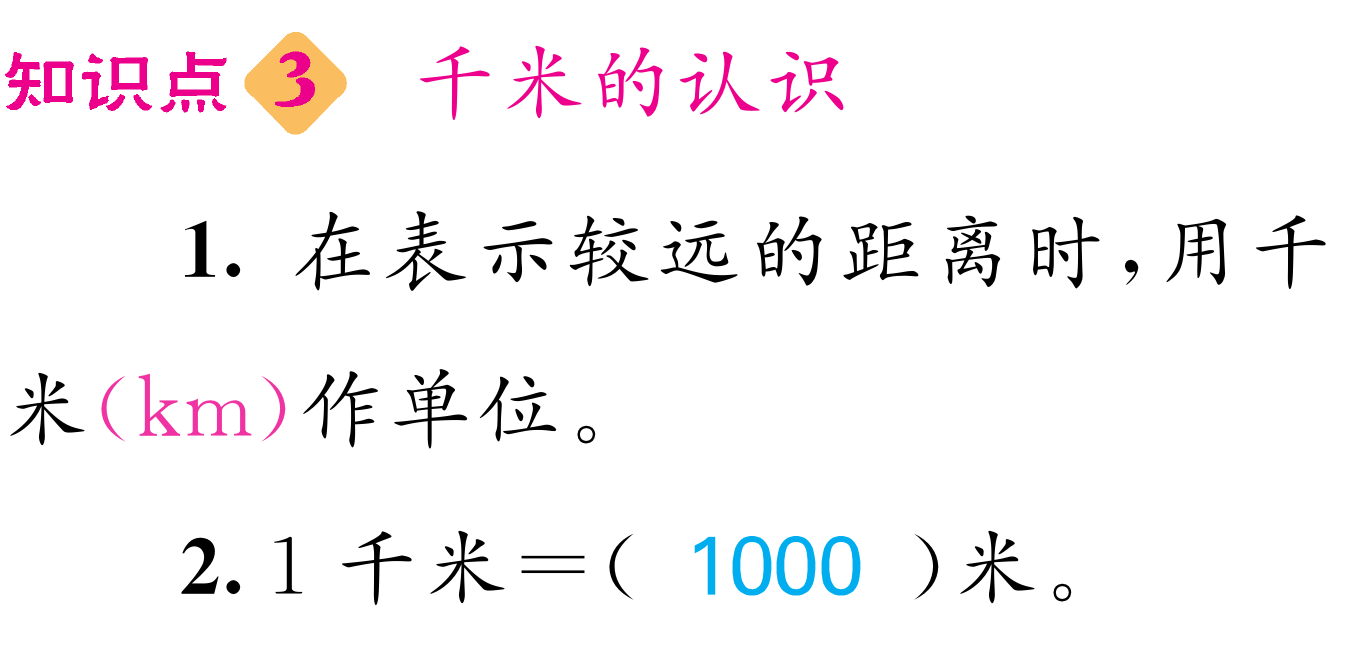 知识点3 千米的认识
1. 在表示较远的距离时,用千
米(km)作单位。
2. 1 千米=( 1000 )米。